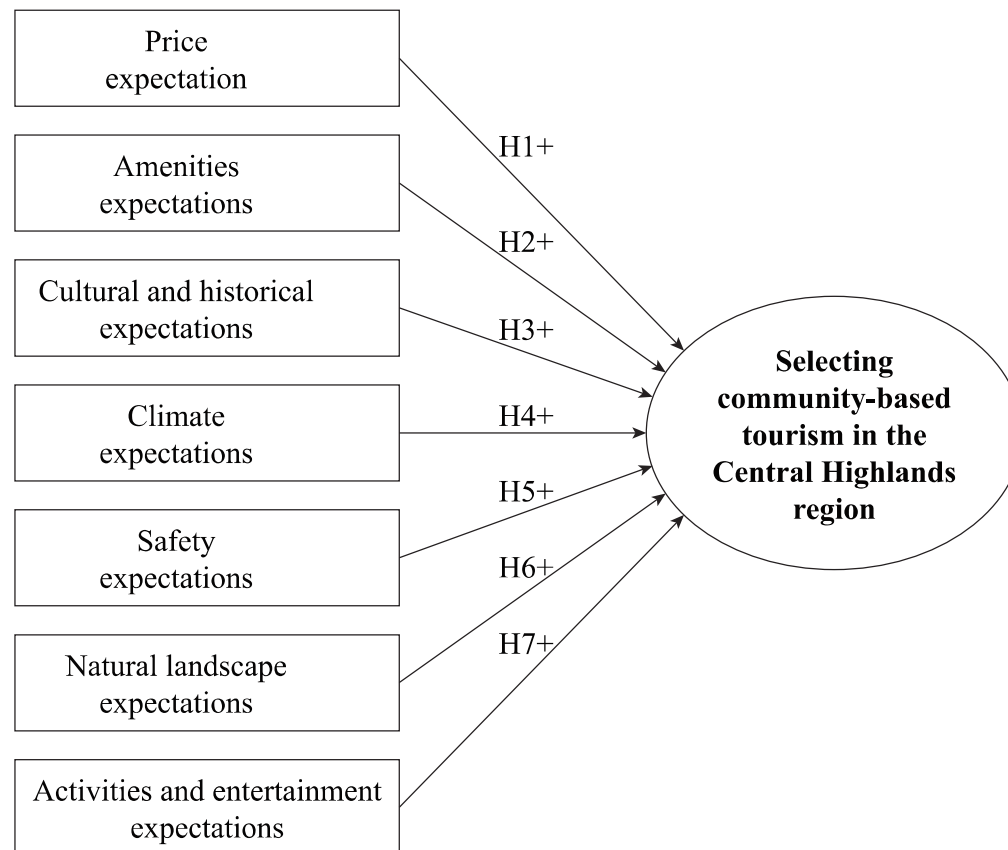 Price
expectation
H1+
Amenities
expectations
H2+
Cultural and historical
expectations
H3+
Climate
expectations
H4+
Safety
expectations
H5+
Natural landscape
expectations
H6+
Activities and entertainment
expectations
H7+
Selecting
community-based
tourism in the
Central Highlands
region